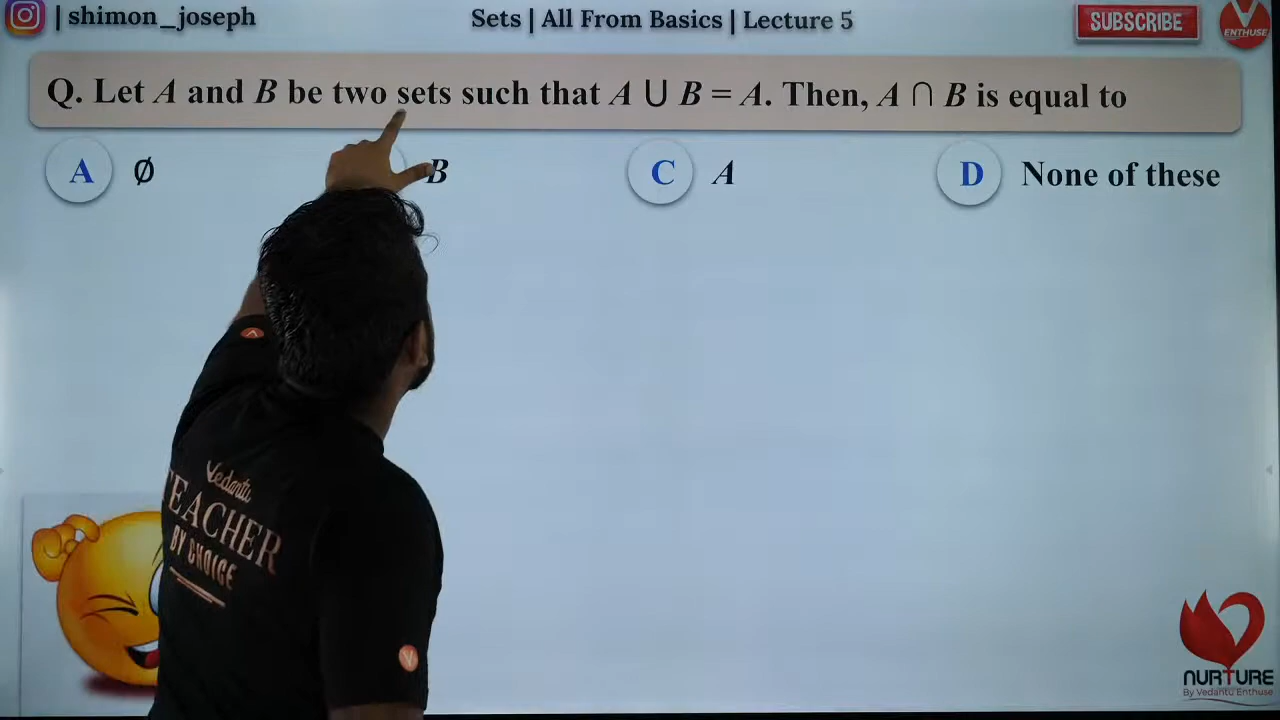 | shimon_joseph
Sets | All From Basics | Lecture 5
SUBSCRIBE
V
ENTHUSE
Q. Let A and B be two sets such that A ∪ B = A. Then, A ∩ B is equal to
A ∅
B
C A
D None of these
Vedantu
TEACHER
BY CHOICE
V
NURTURE
By Vedantu Enthuse